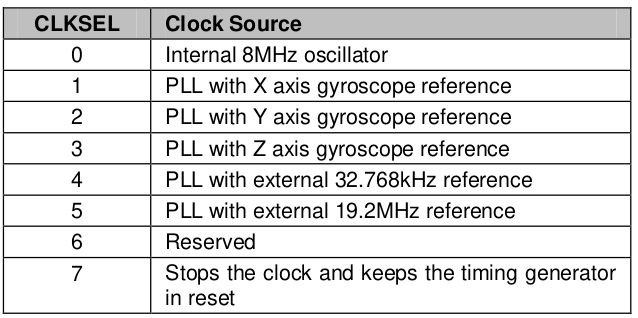 CLKSEL Clock Source
0 Internal 8MHz oscillator
1 PLL with X axis gyroscope reference
2 PLL with Y axis gyroscope reference
3 PLL with Z axis gyroscope reference
4 PLL with external 32.768kHz reference
5 PLL with external 19.2MHz reference
6 Reserved
7 Stops the clock and keeps the timing generator
in reset